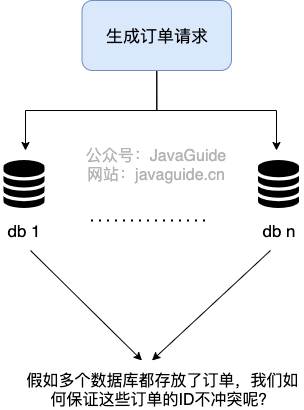 生成订单请求
公众号：JavaGuide
网站：javaguide.cn
db 1
db n
假如多个数据库都存放了订单，我们如
何保证这些订单的ID不冲突呢？